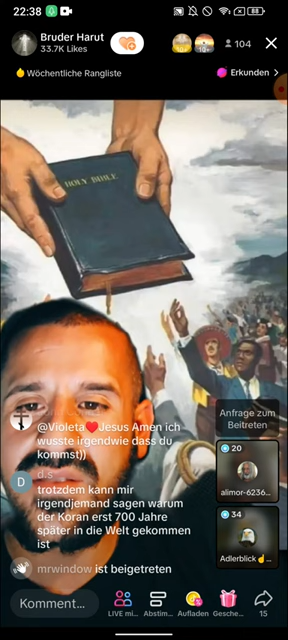 22:38
88
Bruder Harut
33.7K Likes
10+
10+
104
Wöchentliche Rangliste
Erkunden >
HOLY BIBLE
@Violeta❤️Jesus Amen ich
wusste irgendwie dass du
kommst))
d.s
D
trotzdem kann mir
irgendjemand sagen warum
der Koran erst 700 Jahre
später in die Welt gekommen
ist
mrwindow ist beigetreten
Anfrage zum
Beitreten
20
alimor-6236...
34
Adlerblick☝️...
Komment...
LIVE mi...
Abstim...
Aufladen
Gesche...
15